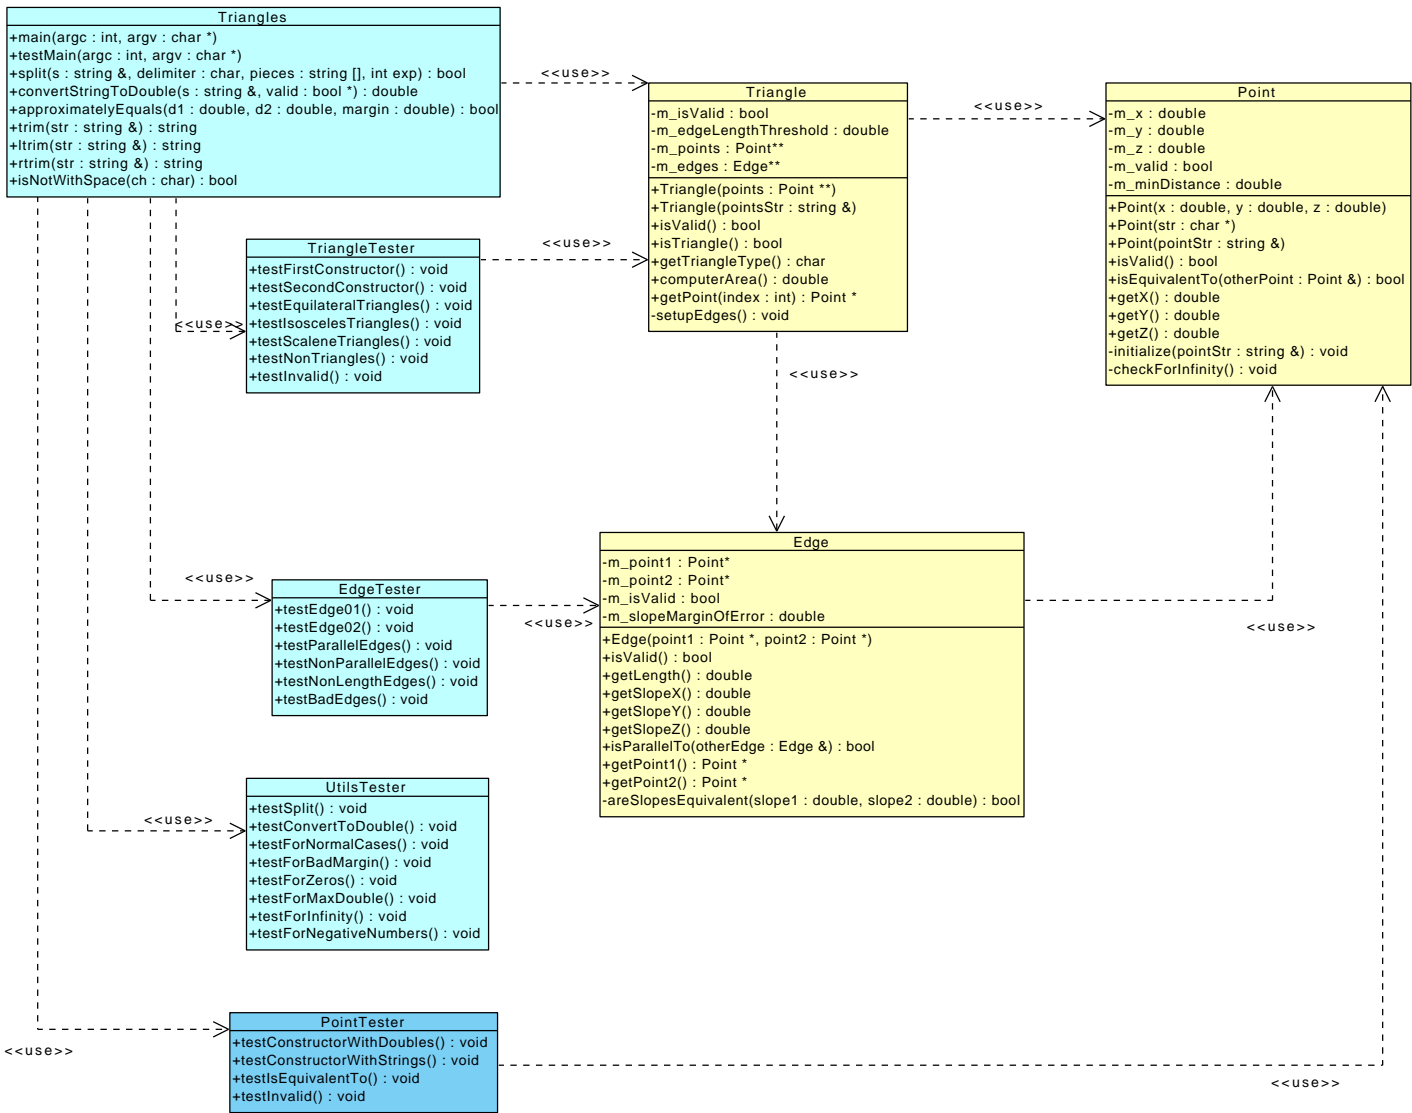 Triangles
+main(argc : int, argv : char *)
+testMain(argc : int, argv : char *)
+split(s : string &, delimiter : char, pieces : string [], int exp) : bool
+convertStringToDouble(s : string &, valid : bool *) : double
+approximatelyEquals(d1 : double, d2 : double, margin : double) : bool
+trim(str : string &) : string
+ltrim(str : string &) : string
+rtrim(str : string &) : string
+isNotWithSpace(ch : char) : bool
<<use>>
Triangle
-m_isValid : bool
-m_edgeLengthThreshold : double
-m_points : Point**
-m_edges : Edge**
+Triangle(points : Point **)
+Triangle(pointsStr : string &)
+isValid() : bool
+isTriangle() : bool
+getTriangleType() : char
+computerArea() : double
+getPoint(index : int) : Point *
-setupEdges() : void
<<use>>
Point
-m_x : double
-m_y : double
-m_z : double
-m_valid : bool
-m_minDistance : double
+Point(x : double, y : double, z : double)
+Point(str : char *)
+Point(pointStr : string &)
+isValid() : bool
+isEquivalentTo(otherPoint : Point &) : bool
+getX() : double
+getY() : double
+getZ() : double
-initialize(pointStr : string &) : void
-checkForInfinity() : void
TriangleTester
+testFirstConstructor() : void
+testSecondConstructor() : void
+testEquilateralTriangles() : void
+testIsoscelesTriangles() : void
+testScaleneTriangles() : void
+testNonTriangles() : void
+testInvalid() : void
<<use>>
<<use>>
<<use>>
Edge
-m_point1 : Point*
-m_point2 : Point*
-m_isValid : bool
-m_slopeMarginOfError : double
+Edge(point1 : Point *, point2 : Point *)
+isValid() : bool
+getLength() : double
+getSlopeX() : double
+getSlopeY() : double
+getSlopeZ() : double
+isParallelTo(otherEdge : Edge &) : bool
+getPoint1() : Point *
+getPoint2() : Point *
-areSlopesEquivalent(slope1 : double, slope2 : double) : bool
<<use>>
EdgeTester
+testEdge01() : void
+testEdge02() : void
+testParallelEdges() : void
+testNonParallelEdges() : void
+testNonLengthEdges() : void
+testBadEdges() : void
<<use>>
<<use>>
UtilsTester
+testSplit() : void
+testConvertToDouble() : void
+testForNormalCases() : void
+testForBadMargin() : void
+testForZeros() : void
+testForMaxDouble() : void
+testForInfinity() : void
+testForNegativeNumbers() : void
<<use>>
PointTester
+testConstructorWithDoubles() : void
+testConstructorWithStrings() : void
+testIsEquivalentTo() : void
+testInvalid() : void
<<use>>
<<use>>